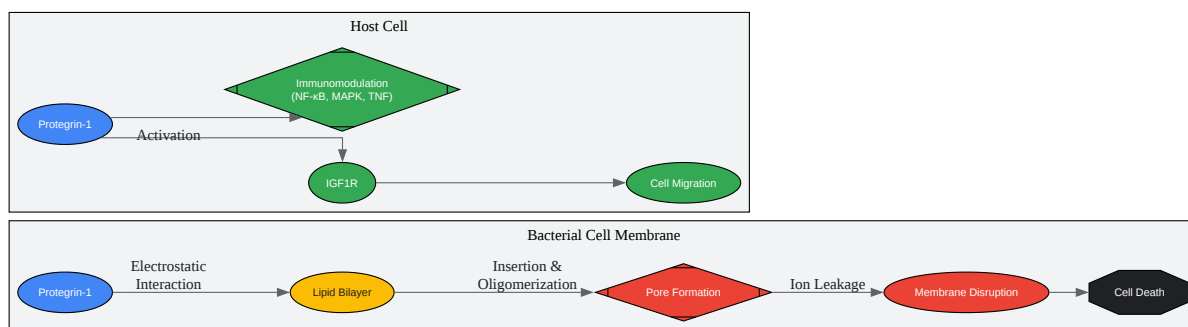 Host Cell
Immunomodulation
(NF-κB, MAPK, TNF)
Protegrin-1
Activation
IGF1R
Cell Migration
Bacterial Cell Membrane
Protegrin-1
Electrostatic
Interaction
Lipid Bilayer
Insertion &
Oligomerization
Pore Formation
Ion Leakage
Membrane Disruption
Cell Death